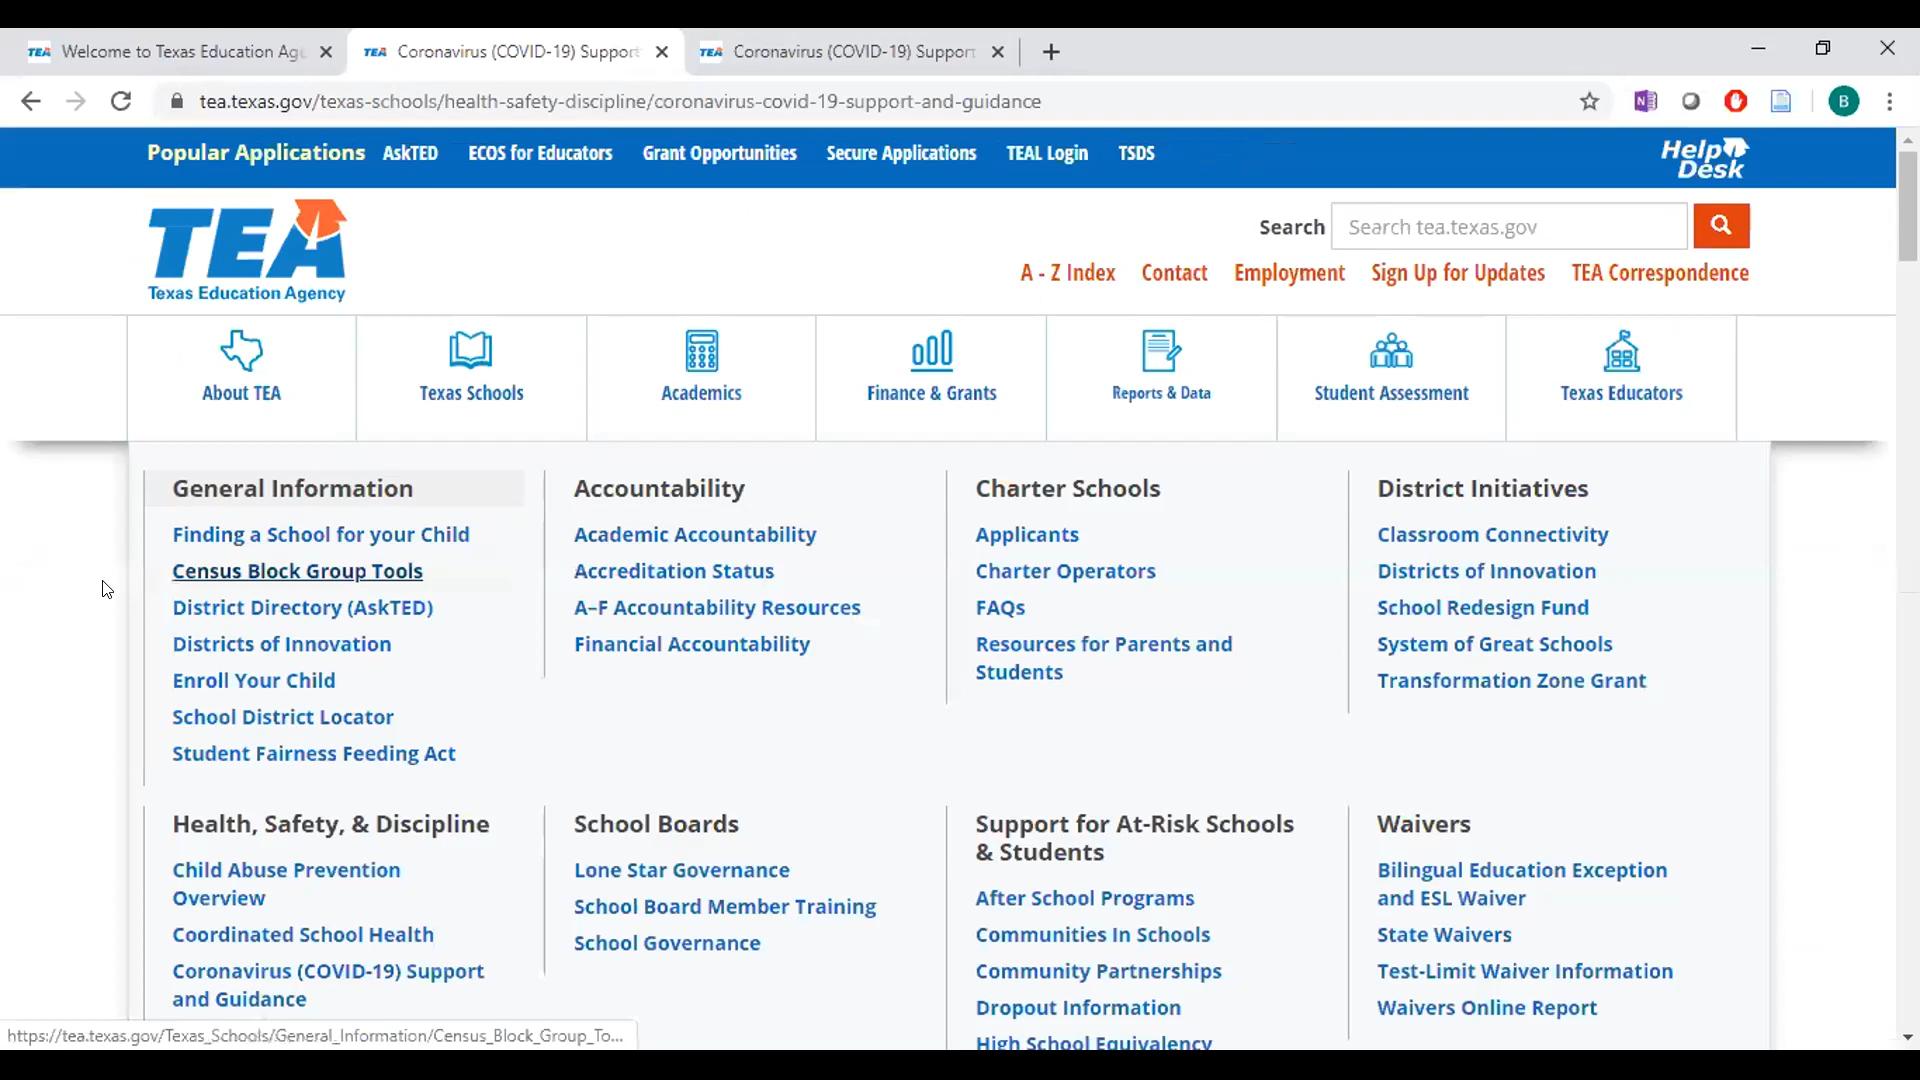 TEA Welcome to Texas Education Age
TEA Coronavirus (COVID-19) Support
TEA Coronavirus (COVID-19) Support
tea.texas.gov/texas-schools/health-safety-discipline/coronavirus-covid-19-support-and-guidance
N
B
Popular Applications AskTED ECOS for Educators Grant Opportunities Secure Applications TEAL Login TSDS
Help
Desk
TEA
Texas Education Agency
Search Search tea.texas.gov
A - Z Index Contact Employment Sign Up for Updates TEA Correspondence
About TEA Texas Schools Academics Finance & Grants Reports & Data Student Assessment Texas Educators
General Information
Finding a School for your Child
Census Block Group Tools
District Directory (AskTED)
Districts of Innovation
Enroll Your Child
School District Locator
Student Fairness Feeding Act
Accountability
Academic Accountability
Accreditation Status
A–F Accountability Resources
Financial Accountability
Charter Schools
Applicants
Charter Operators
FAQs
Resources for Parents and
Students
District Initiatives
Classroom Connectivity
Districts of Innovation
School Redesign Fund
System of Great Schools
Transformation Zone Grant
Health, Safety, & Discipline
Child Abuse Prevention
Overview
Coordinated School Health
Coronavirus (COVID-19) Support
and Guidance
School Boards
Lone Star Governance
School Board Member Training
School Governance
Support for At-Risk Schools
& Students
After School Programs
Communities In Schools
Community Partnerships
Dropout Information
High School Equivalency
Waivers
Bilingual Education Exception
and ESL Waiver
State Waivers
Test-Limit Waiver Information
Waivers Online Report
https://tea.texas.gov/Texas_Schools/General_Information/Census_Block_Group_To...